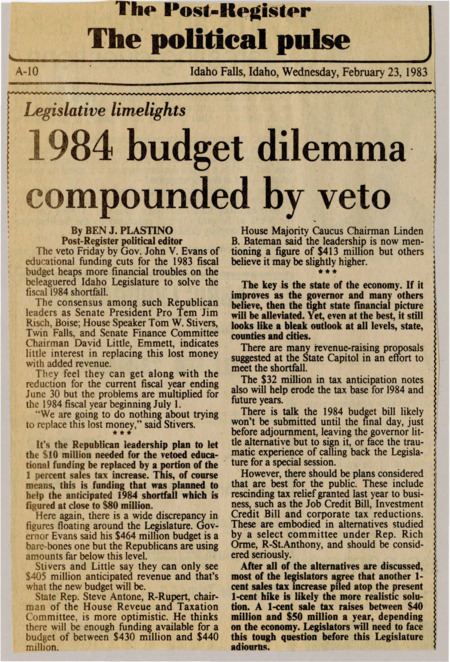 The Post-Register
The political pulse
A-10
Idaho Falls, Idaho, Wednesday, February 23, 1983
Legislative limelights
1984 budget dilemma
compounded by veto
By BEN J. PLASTINO
Post-Register political editor
The veto Friday by Gov. John V. Evans of
educational funding cuts for the 1983 fiscal
budget heaps more financial troubles on the
beleaguered Idaho Legislature to solve the
fiscal 1984 shortfall.
The consensus among such Republican
leaders as Senate President Pro Tem Jim
Risch, Boise; House Speaker Tom W. Stivers,
Twin Falls, and Senate Finance Committee
Chairman David Little, Emmett, indicates
little interest in replacing this lost money
with added revenue.
They feel they can get along with the
reduction for the current fiscal year ending
June 30 but the problems are multiplied for
the 1984 fiscal year beginning July 1.
"We are going to do nothing about trying
to replace this lost money," said Stivers.
***
It's the Republican leadership plan to let
the $10 million needed for the vetoed educa-
tional funding be replaced by a portion of the
1 percent sales tax increase. This, of course
means, this is funding that was planned to
help the anticipated 1984 shortfall which is
figured at close to $80 million.
Here again, there is a wide discrepancy in
figures floating around the Legislature. Gov-
ernor Evans said his $464 million budget is a
bare-bones one but the Republicans are using
amounts far below this level.
Stivers and Little say they can only see
$405 million anticipated revenue and that's
what the new budget will be.
State Rep. Steve Antone, R-Rupert, chair-
man of the House Reveue and Taxation
Committee, is more optimistic. He thinks
there will be enough funding available for a
budget of between $430 million and $440
million.
House Majority Caucus Chairman Linden
B. Bateman said the leadership is now men-
tioning a figure of $413 million but others
believe it may be slightly higher.
***
The key is the state of the economy. If it
improves as the governor and many others
believe, then the tight state financial picture
will be alleviated. Yet, even at the best, it still
looks like a bleak outlook at all levels, state,
counties and cities.
There are many revenue-raising proposals
suggested at the State Capitol in an effort to
meet the shortfall.
The $32 million in tax anticipation notes
also will help erode the tax base for 1984 and
future years.
There is talk the 1984 budget bill likely
won't be submitted until the final day, just
before adjournment, leaving the governor lit-
tle alternative but to sign it, or face the trau-
matic experience of calling back the Legisla-
ture for a special session.
However, there should be plans considered
that are best for the public. These include
rescinding tax relief granted last year to busi-
ness, such as the Job Credit Bill, Investment
Credit Bill and corporate tax reductions.
These are embodied in alternatives studied
by a select committee under Rep. Rich
Orme, R-St.Anthony, and should be consid-
ered seriously.
After all of the alternatives are discussed,
most of the legislators agree that another 1-
cent sales tax increase piled atop the present
1-cent hike is likely the more realistic solu-
tion. A 1-cent sale tax raises between $40
million and $50 million a year, depending
on the economy. Legislators will need to face
this tough question before this Legislature
adjourns.